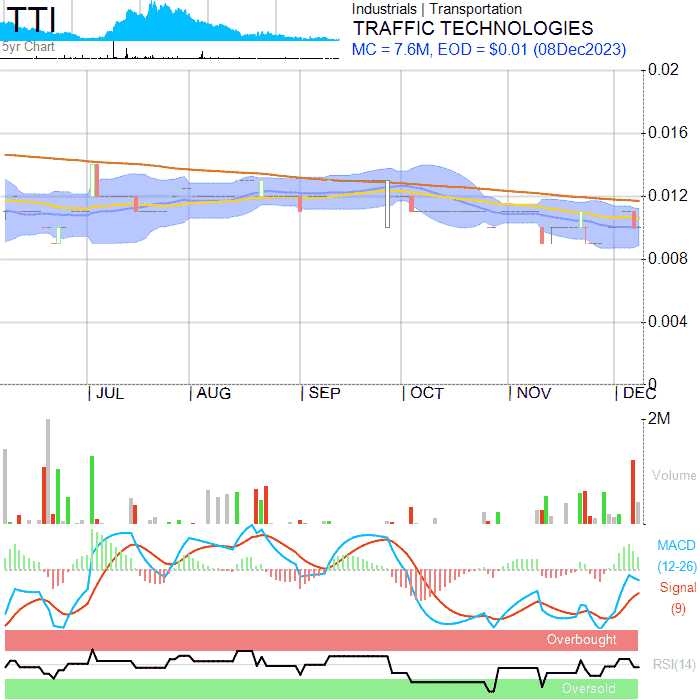 TTI
5yr Chart
Industrials | Transportation
TRAFFIC TECHNOLOGIES
MC = 7.6M, EOD = $0.01 (08Dec2023)
0.02
0.016
0.012
0.008
0.004
0
JUL AUG SEP OCT NOV DEC
2M
Volume
MACD
(12-26)
Signal
(9)
Overbought
RSI(14)
Oversold